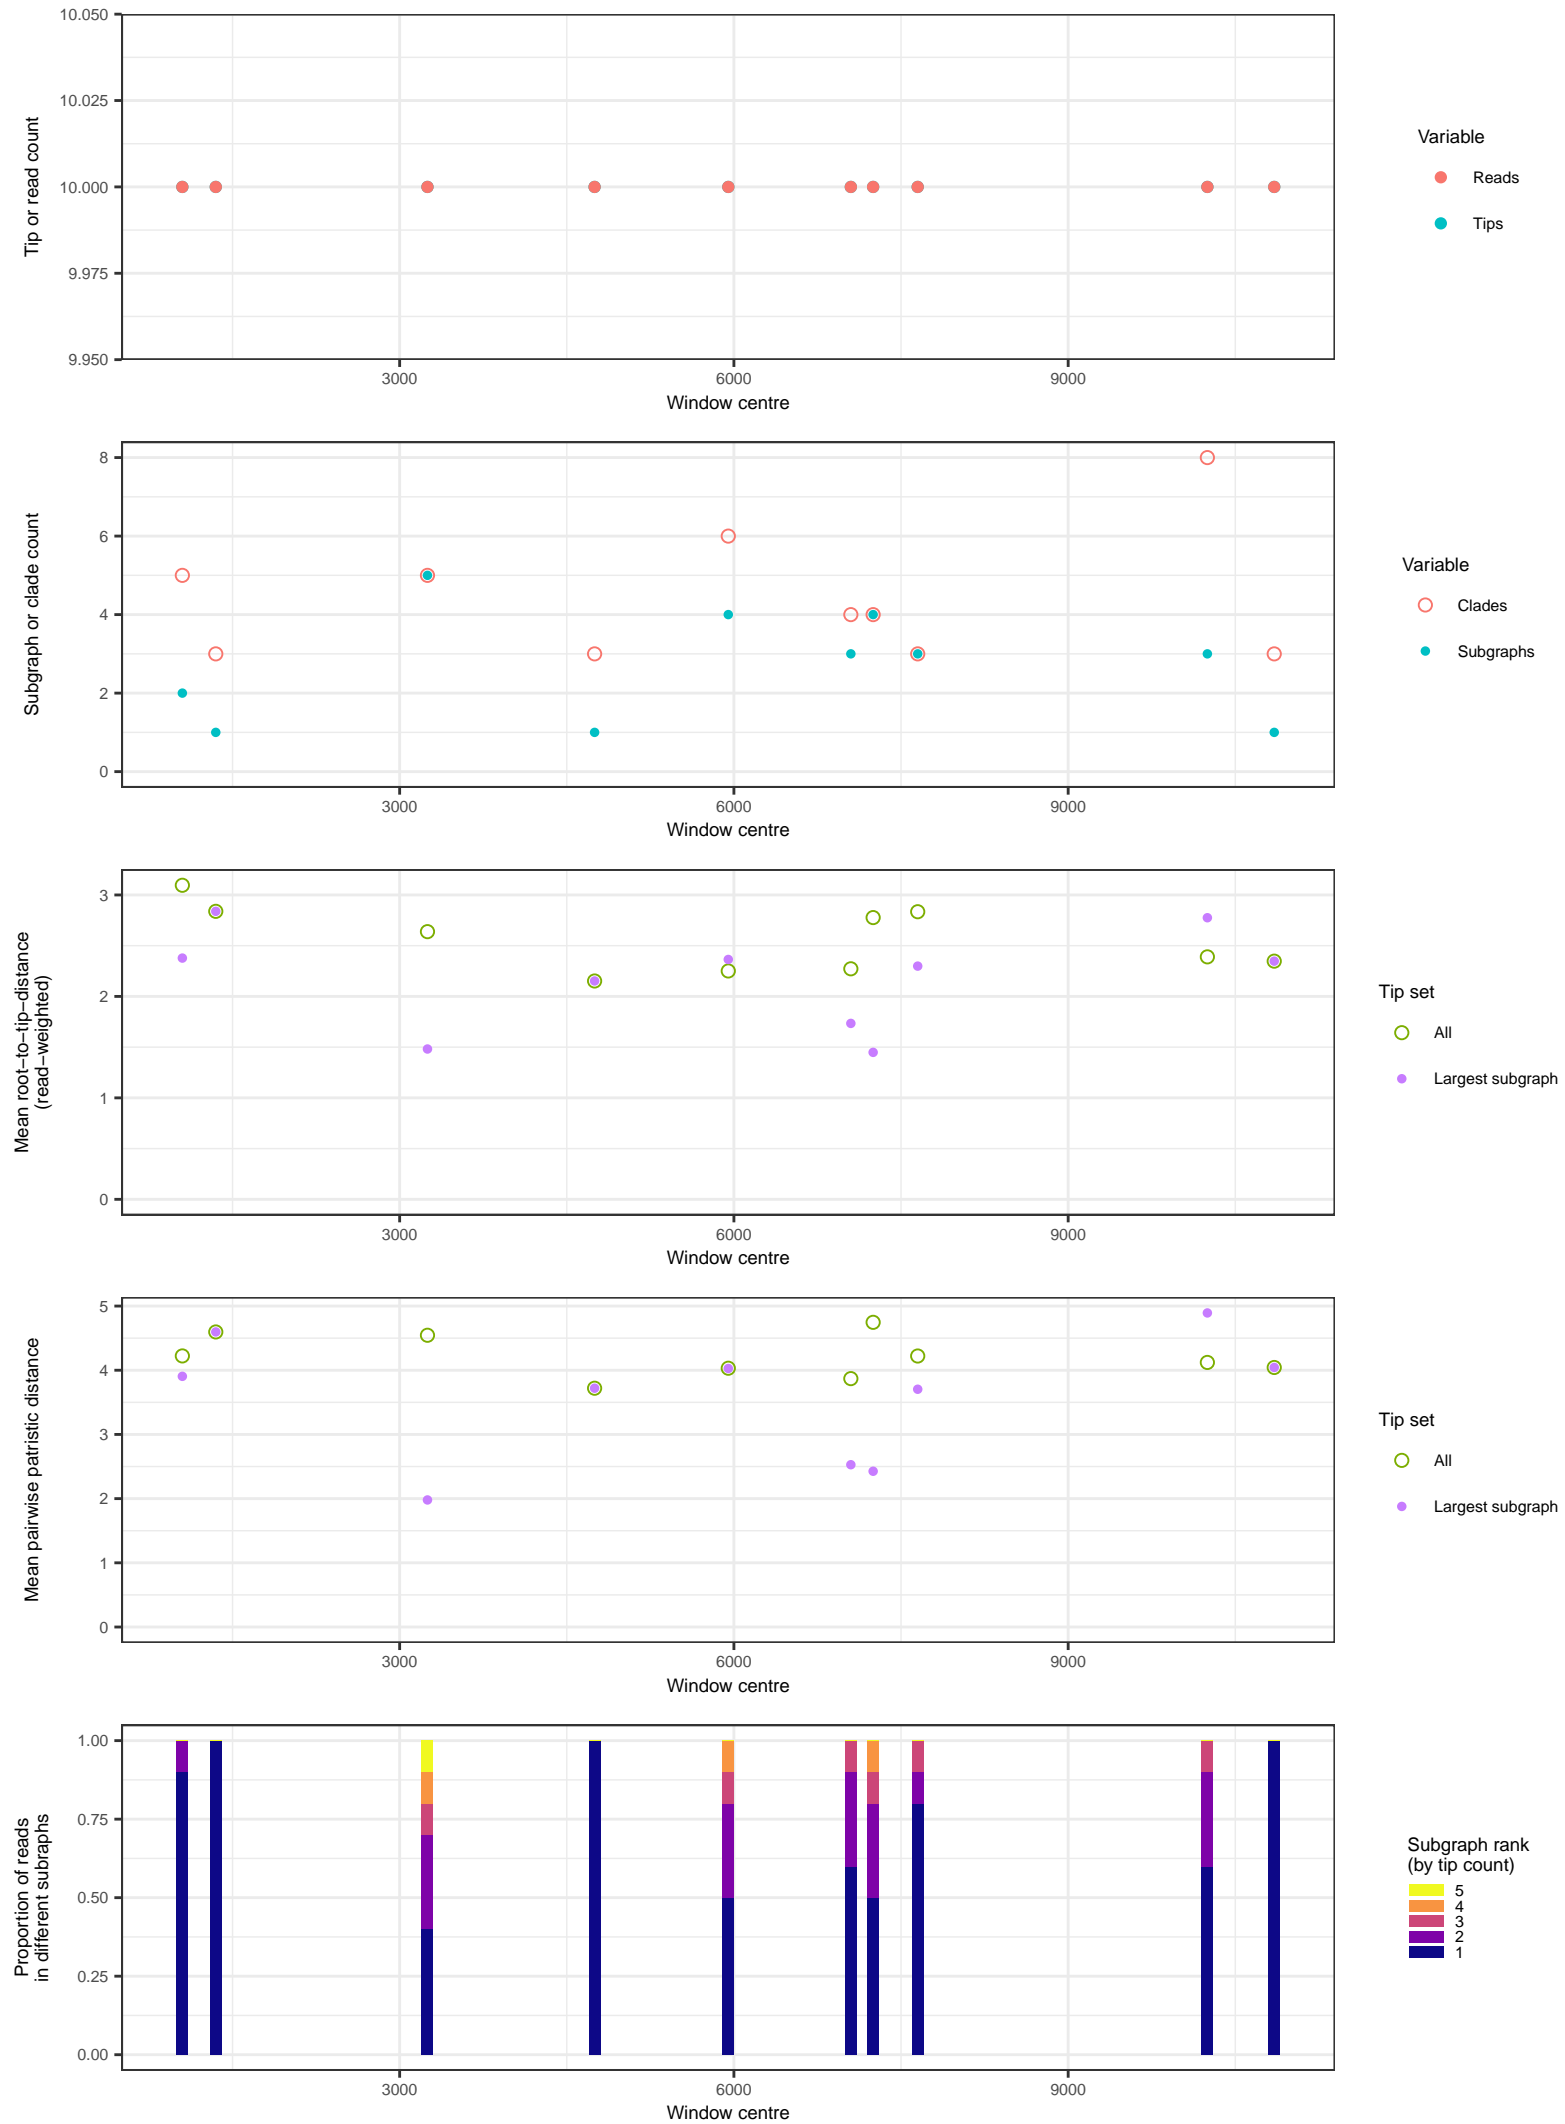 10.050
10.025
10.000
9.975
9.950
3000
6000
9000
Window centre
Tip or read count
Variable
Reads
Tips
8
6
4
2
0
3000
6000
9000
Window centre
Subgraph or clade count
Variable
Clades
Subgraphs
3
2
1
0
3000
6000
9000
Window centre
Mean root−to−tip−distance
(read−weighted)
Tip set
All
Largest subgraph
5
4
3
2
1
0
3000
6000
9000
Window centre
Mean pairwise patristic distance
Tip set
All
Largest subgraph
1.00
0.75
0.50
0.25
0.00
3000
6000
9000
Window centre
Proportion of reads
in different subraphs
Subgraph rank
(by tip count)
5
4
3
2
1